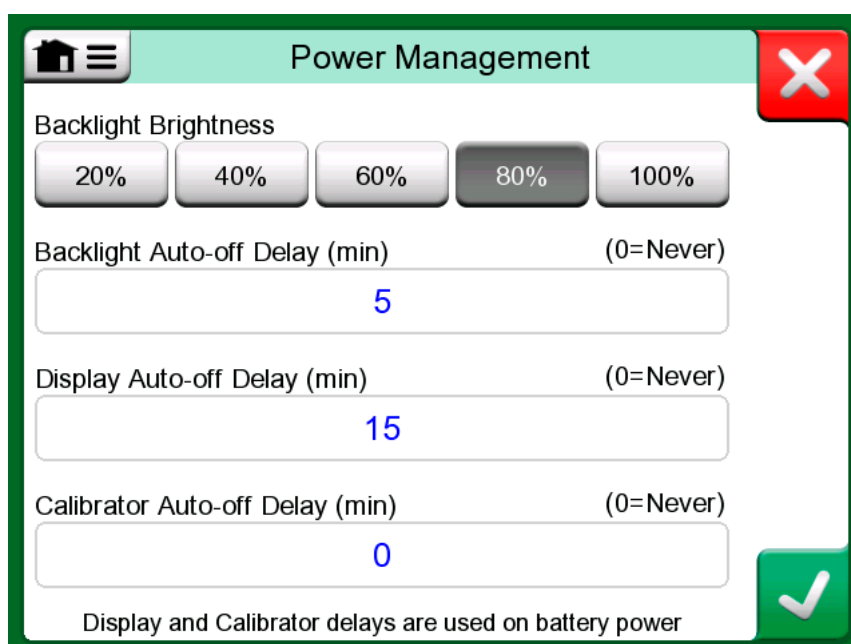 Power Management
Backlight Brightness
20% 40% 60% 80% 100%
Backlight Auto-off Delay (min) (0=Never)
5
Display Auto-off Delay (min) (0=Never)
15
Calibrator Auto-off Delay (min) (0=Never)
0
Display and Calibrator delays are used on battery power